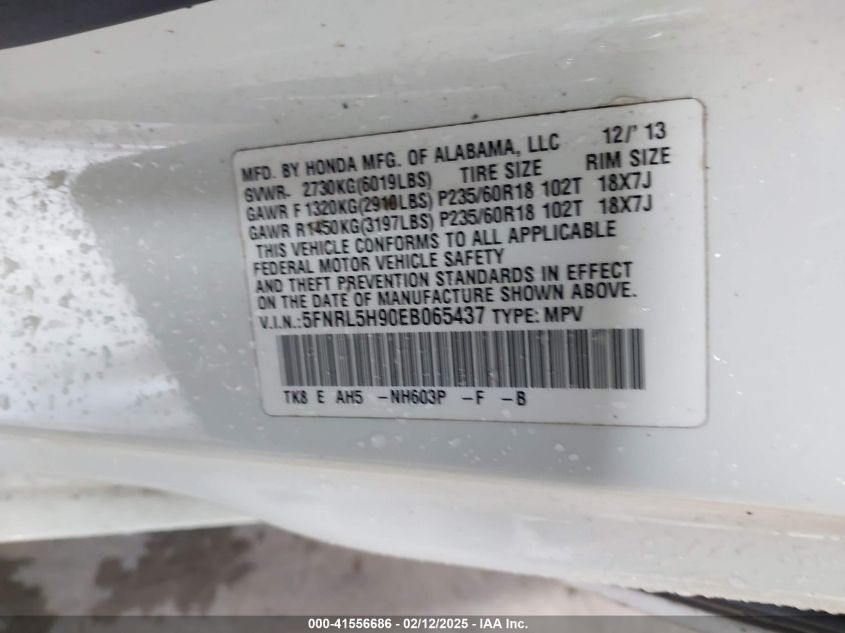 MFD. BY HONDA MFG. OF ALABAMA, LLC 12/' 13
GVWR- 2730KG(6019LBS) TIRE SIZE RIM SIZE
GAWR F 1320KG(2910LBS) P235/60R18 102T 18X7J
GAWR R1450KG(3197LBS) P235/60R18 102T 18X7J
THIS VEHICLE CONFORMS TO ALL APPLICABLE
FEDERAL MOTOR VEHICLE SAFETY
AND THEFT PREVENTION STANDARDS IN EFFECT
ON THE DATE OF MANUFACTURE SHOWN ABOVE.
V.I.N.:5FNRL5H90EB065437 TYPE: MPV
TK8 E AH5 -NH603P -F -B
000-41556686 - 02/12/2025 - IAA Inc.